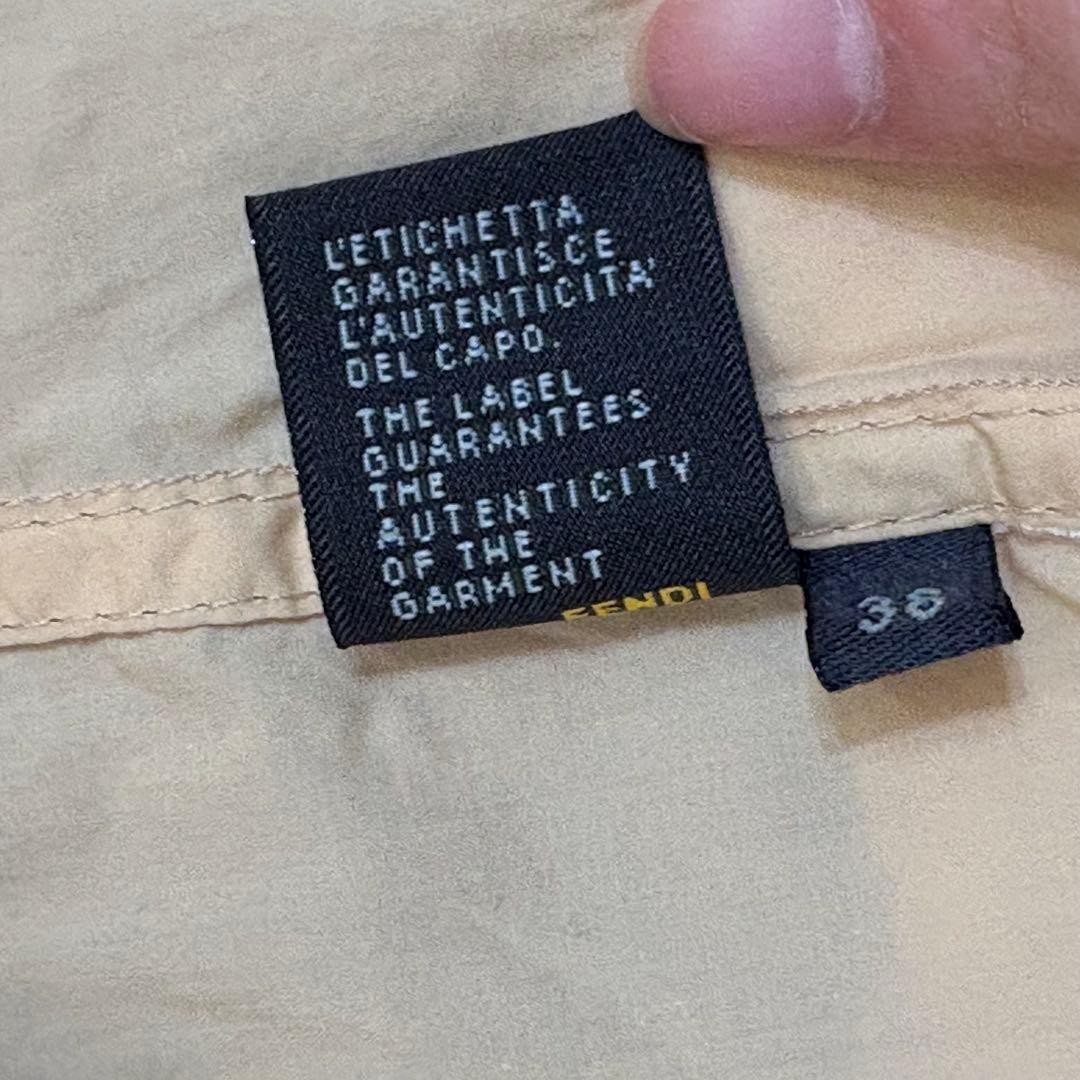 L'ETICHETTA
GARANTISCE
L'AUTENTICITA'
DEL CAPO.
THE LABEL
GUARANTEES
THE
AUTENTICITY
OF THE
GARMENT
FENDI
38